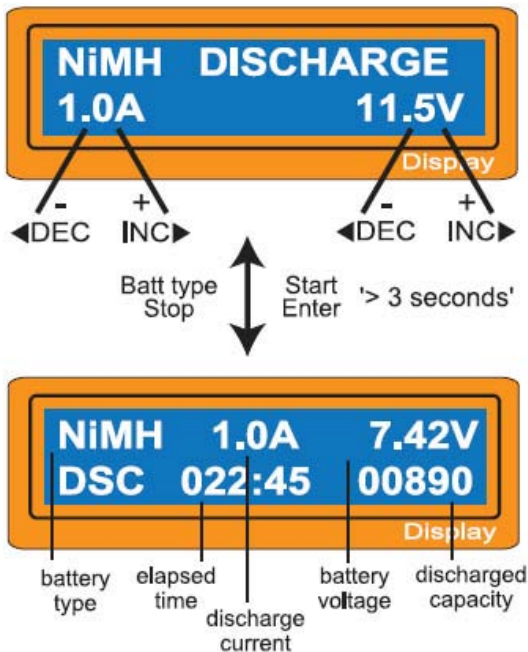 NiMH DISCHARGE
1.0A 11.5V
Display
- + - +
◀DEC INC▶ ◀DEC INC▶
Batt type Start '> 3 seconds'
Stop Enter
NiMH 1.0A 7.42V
DSC 022:45 00890
Display
battery elapsed battery discharged
type time voltage capacity
discharge
current